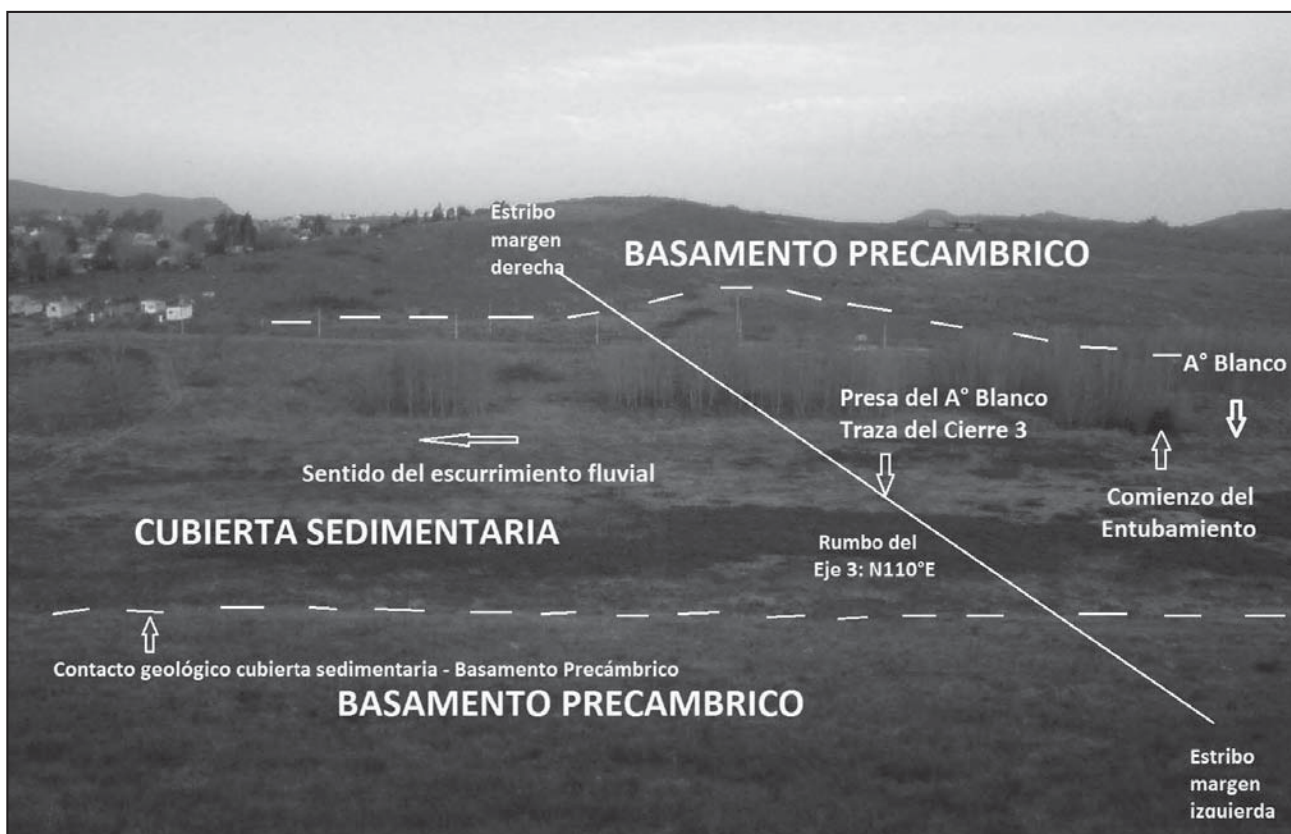 Estribo
margen
derecha
BASAMENTO PRECAMBRICO
A° Blanco
Presa del A° Blanco
Traza del Cierre 3
Sentido del escurrimiento fluvial
Comienzo del
Entubamiento
CUBIERTA SEDIMENTARIA
Rumbo del
Eje 3: N110°E
Contacto geológico cubierta sedimentaria - Basamento Precámbrico
BASAMENTO PRECAMBRICO
Estribo
margen
izquierda